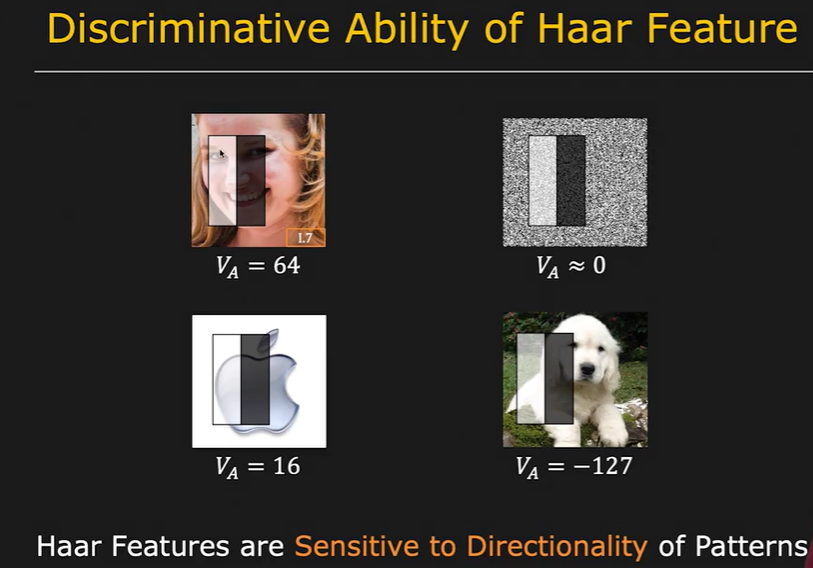 Discriminative Ability of Haar Feature
I.7
V_A = 64
V_A ≈ 0
V_A = 16
V_A = −127
Haar Features are Sensitive to Directionality of Patterns